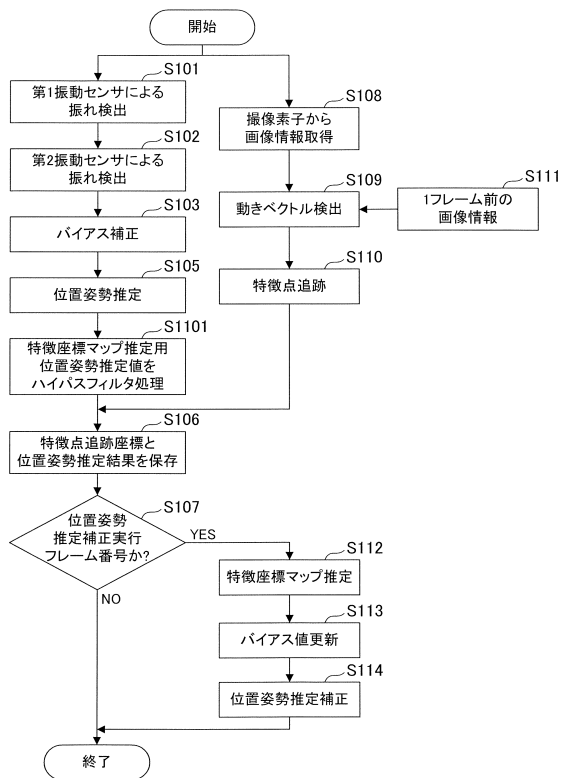 開始
S101
第1振動センサによる
振れ検出
S102
第2振動センサによる
振れ検出
S103
バイアス補正
S105
位置姿勢推定
S1101
特徴座標マップ推定用
位置姿勢推定値を
ハイパスフィルタ処理
S108
撮像素子から
画像情報取得
S109
動きベクトル検出
S111
1フレーム前の
画像情報
S110
特徴点追跡
S106
特徴点追跡座標と
位置姿勢推定結果を保存
S107
位置姿勢
推定補正実行
フレーム番号か?
YES
NO
S112
特徴座標マップ推定
S113
バイアス値更新
S114
位置姿勢推定補正
終了